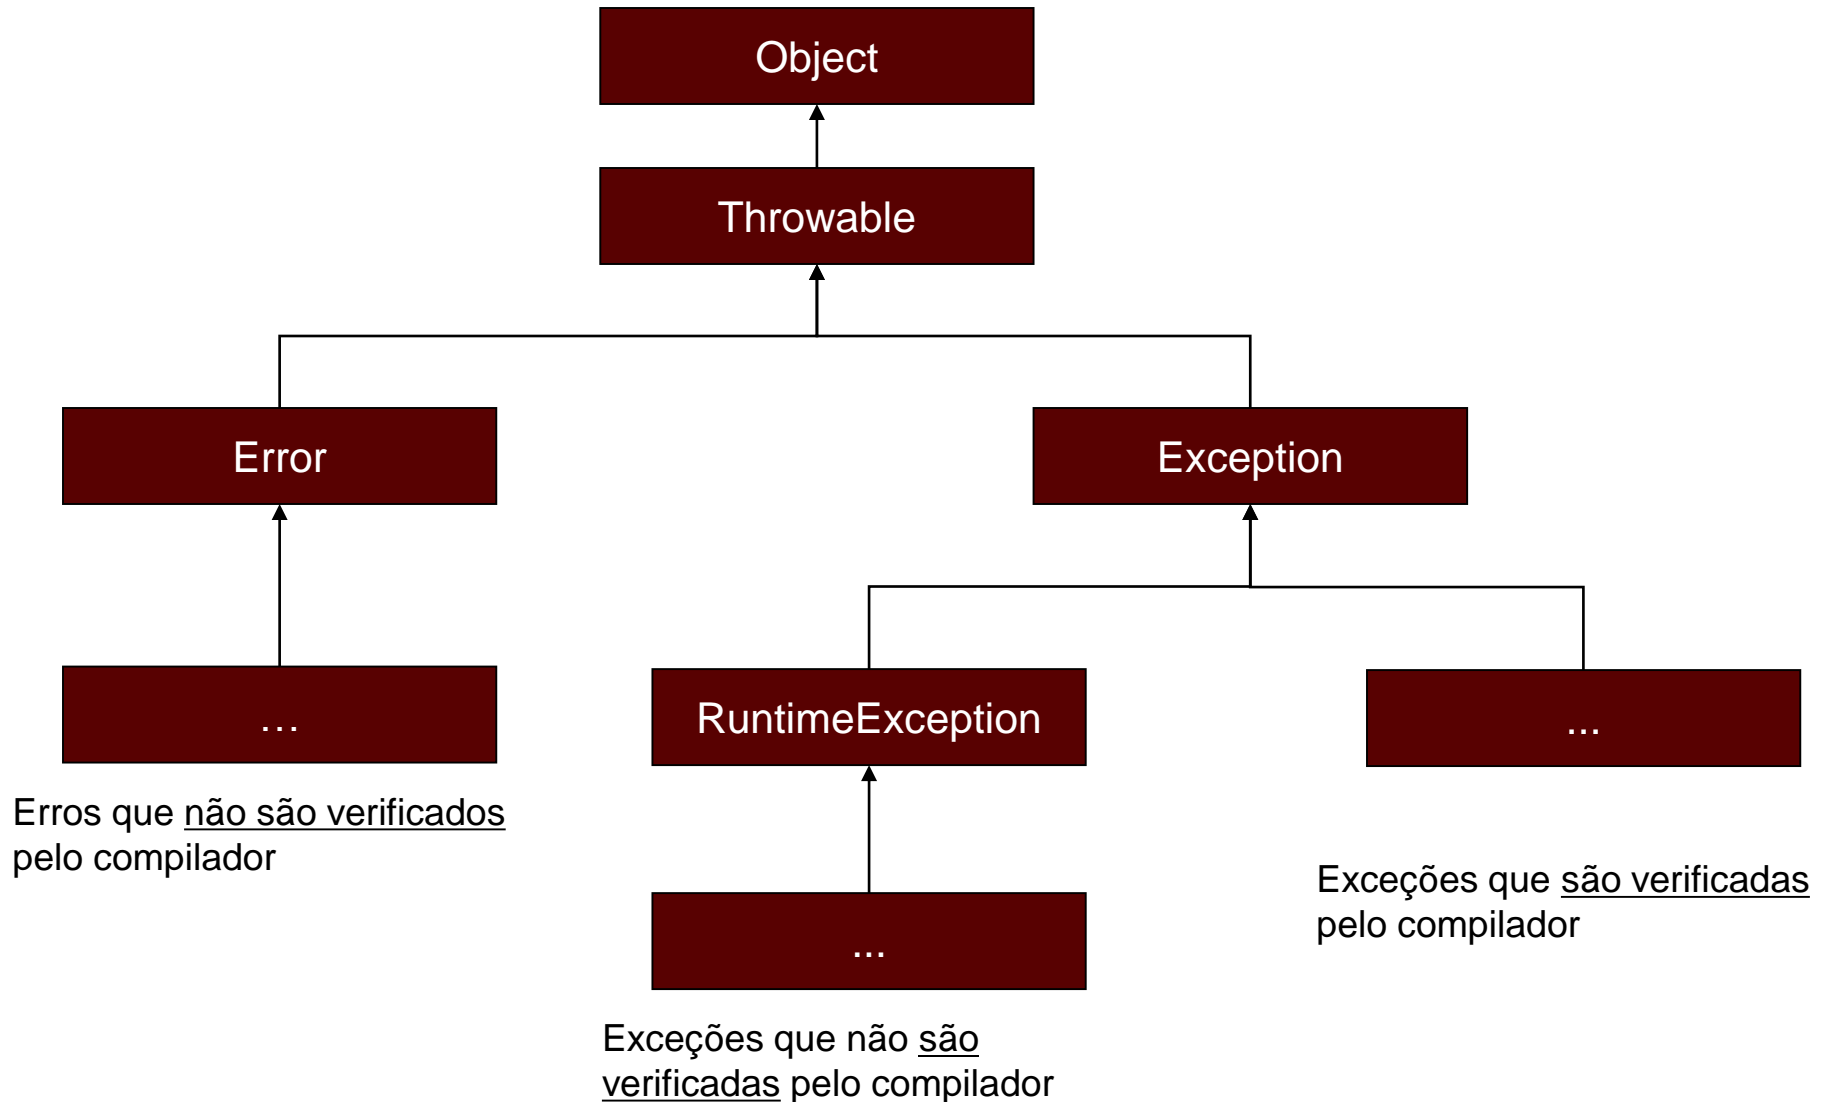 Object
Throwable
Error
Exception
...
RuntimeException
...
Erros que não são verificados
pelo compilador
Exceções que são verificadas
pelo compilador
...
Exceções que não são
verificadas pelo compilador